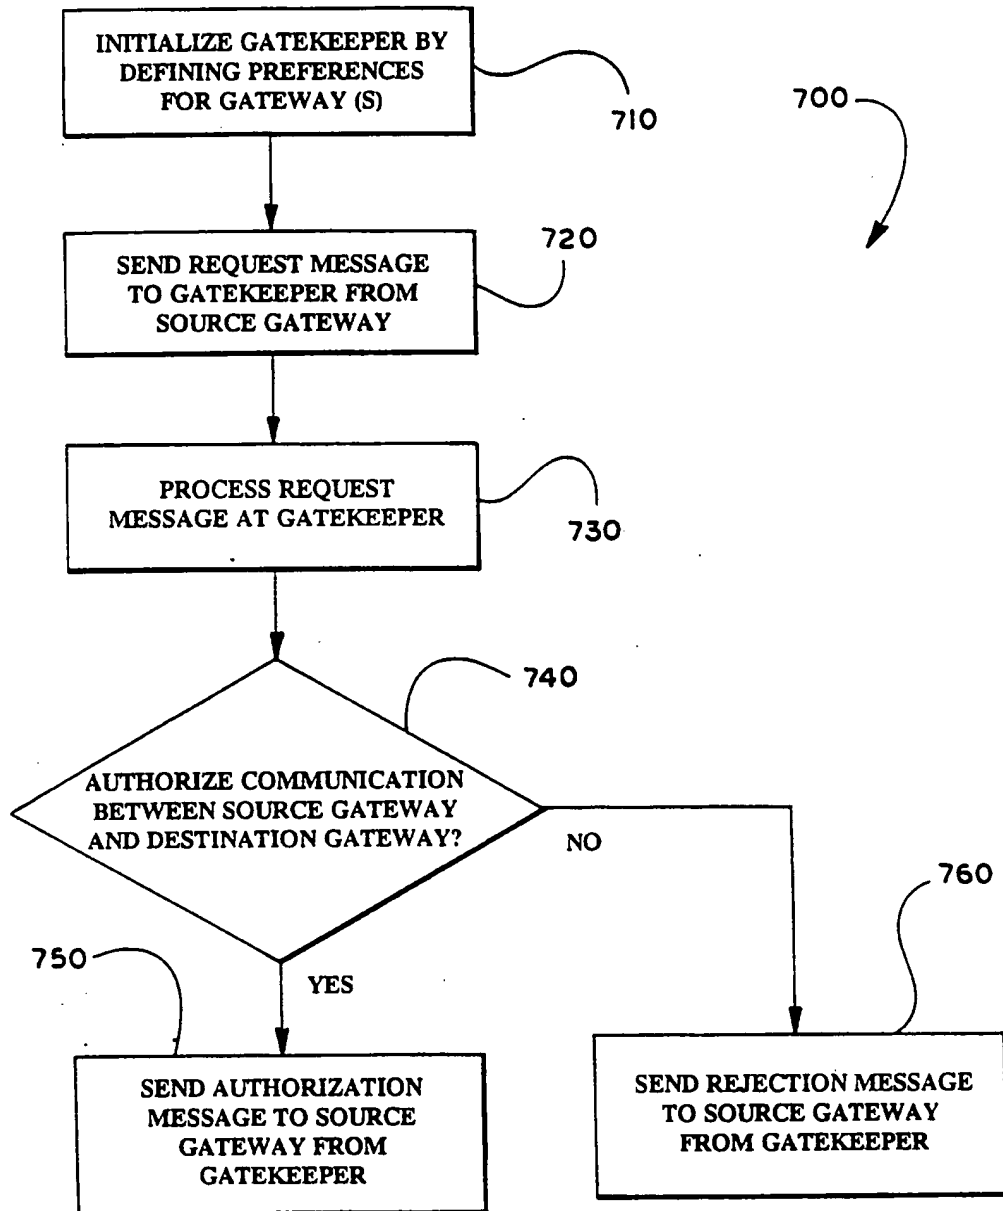 INITIALIZE GATEKEEPER BY
DEFINING PREFERENCES
FOR GATEWAY (S)
710
700
SEND REQUEST MESSAGE
TO GATEKEEPER FROM
SOURCE GATEWAY
720
PROCESS REQUEST
MESSAGE AT GATEKEEPER
730
AUTHORIZE COMMUNICATION
BETWEEN SOURCE GATEWAY
AND DESTINATION GATEWAY?
740
NO
YES
750
SEND AUTHORIZATION
MESSAGE TO SOURCE
GATEWAY FROM
GATEKEEPER
760
SEND REJECTION MESSAGE
TO SOURCE GATEWAY
FROM GATEKEEPER